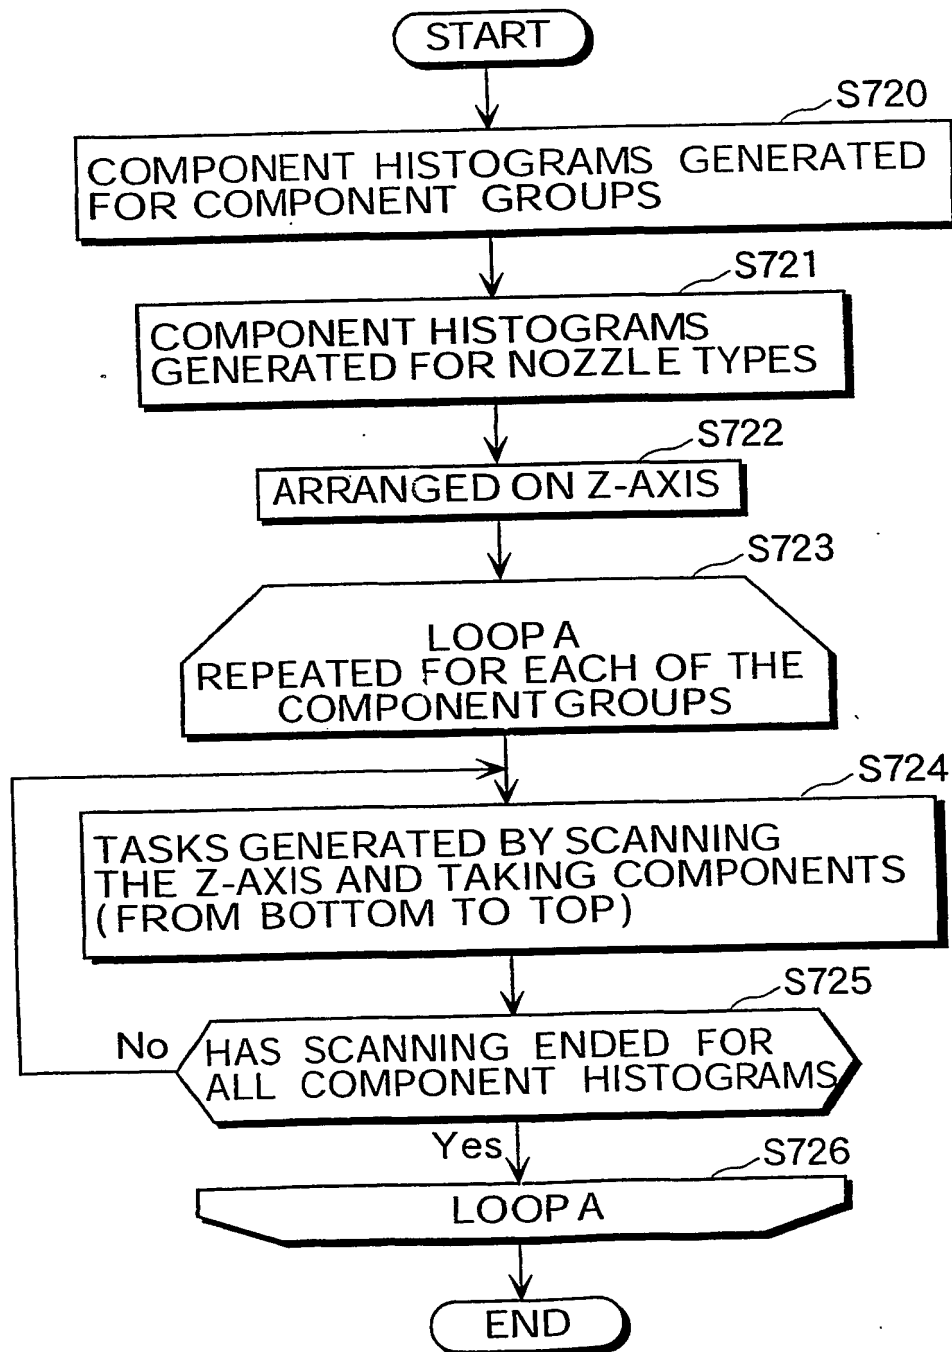 START
S720
COMPONENT HISTOGRAMS GENERATED
FOR COMPONENT GROUPS
S721
COMPONENT HISTOGRAMS
GENERATED FOR NOZZLE TYPES
S722
ARRANGED ON Z-AXIS
S723
LOOP A
REPEATED FOR EACH OF THE
COMPONENT GROUPS
S724
TASKS GENERATED BY SCANNING
THE Z-AXIS AND TAKING COMPONENTS
(FROM BOTTOM TO TOP)
S725
No
HAS SCANNING ENDED FOR
ALL COMPONENT HISTOGRAMS
Yes
S726
LOOP A
END